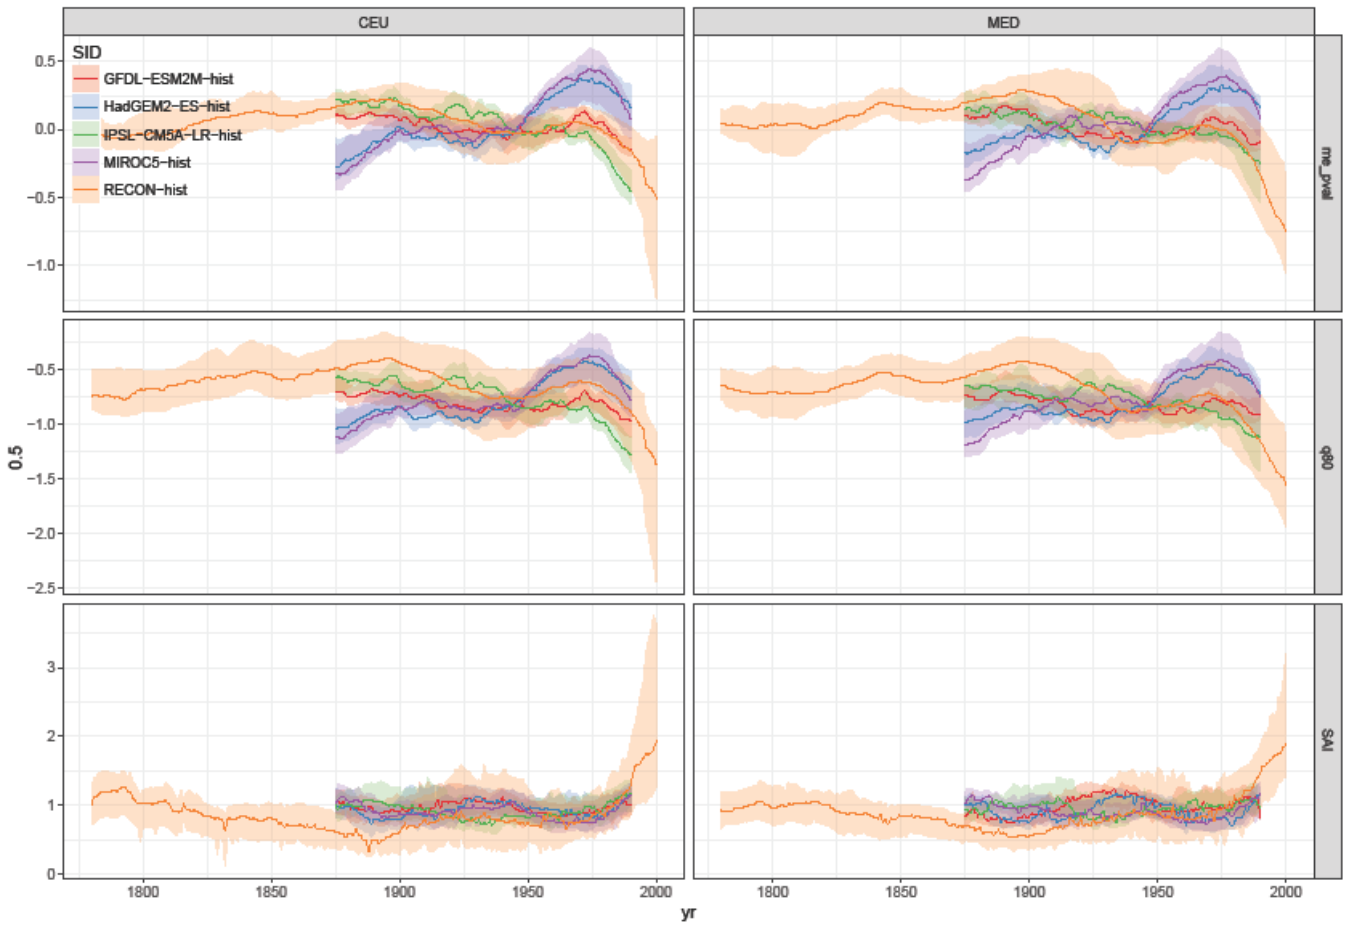 CEU
MED
SID
GFDL-ESM2M-hist
HadGEM2-ES-hist
IPSL-CM5A-LR-hist
MIROC5-hist
RECON-hist
0.5
0.0
−0.5
−1.0
me_pval
−0.5
−1.0
−1.5
−2.0
−2.5
q80
0.5
3
2
1
0
SAI
1800
1850
1900
1950
2000
1800
1850
1900
1950
2000
yr